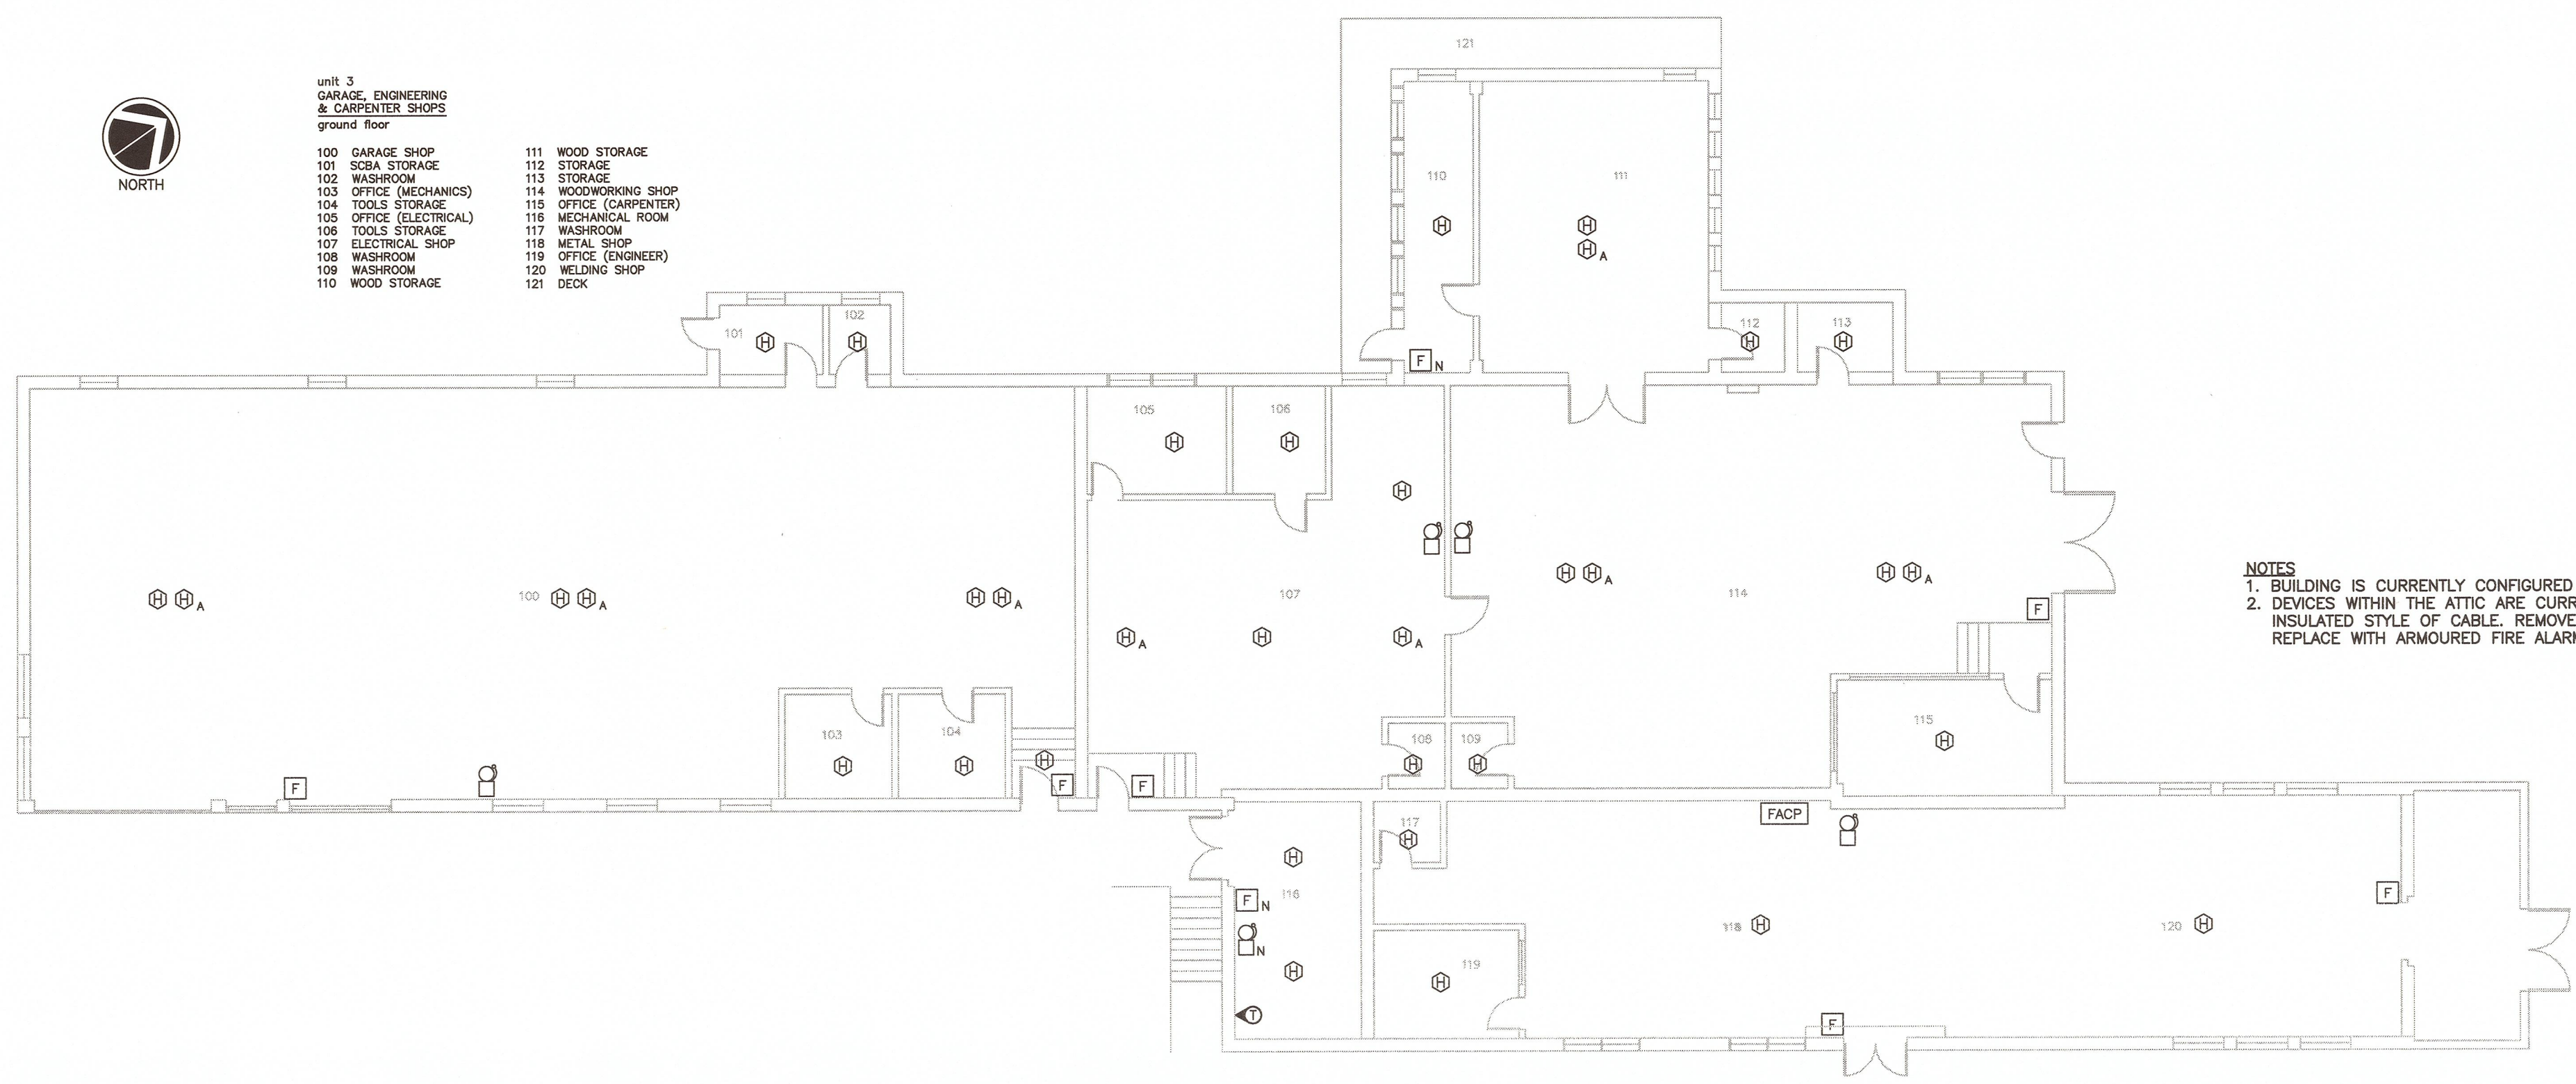 NORTH
unit 3
GARAGE, ENGINEERING
& CARPENTER SHOPS
ground floor
100 GARAGE SHOP
101 SCBA STORAGE
102 WASHROOM
103 OFFICE (MECHANICS)
104 TOOLS STORAGE
105 OFFICE (ELECTRICAL)
106 TOOLS STORAGE
107 ELECTRICAL SHOP
108 WASHROOM
109 WASHROOM
110 WOOD STORAGE
111 WOOD STORAGE
112 STORAGE
113 STORAGE
114 WOODWORKING SHOP
115 OFFICE (CARPENTER)
116 MECHANICAL ROOM
117 WASHROOM
118 METAL SHOP
119 OFFICE (ENGINEER)
120 WELDING SHOP
121 DECK
121
110
111
H
H
H A
101
H
102
H
112
H
113
H
F N
105
H
106
H
H
H H A
100
H H A
H H A
107
H A
H
H A
H H A
114
H H A
F
NOTES
1. BUILDING IS CURRENTLY CONFIGURED
2. DEVICES WITHIN THE ATTIC ARE CURR
INSULATED STYLE OF CABLE. REMOVE
REPLACE WITH ARMOURED FIRE ALAR
103
H
104
H
H
F
F
F
108
H
109
H
115
H
117
H
FACP
H
116
F N
N
H
T
118
H
120
H
F
119
H
F